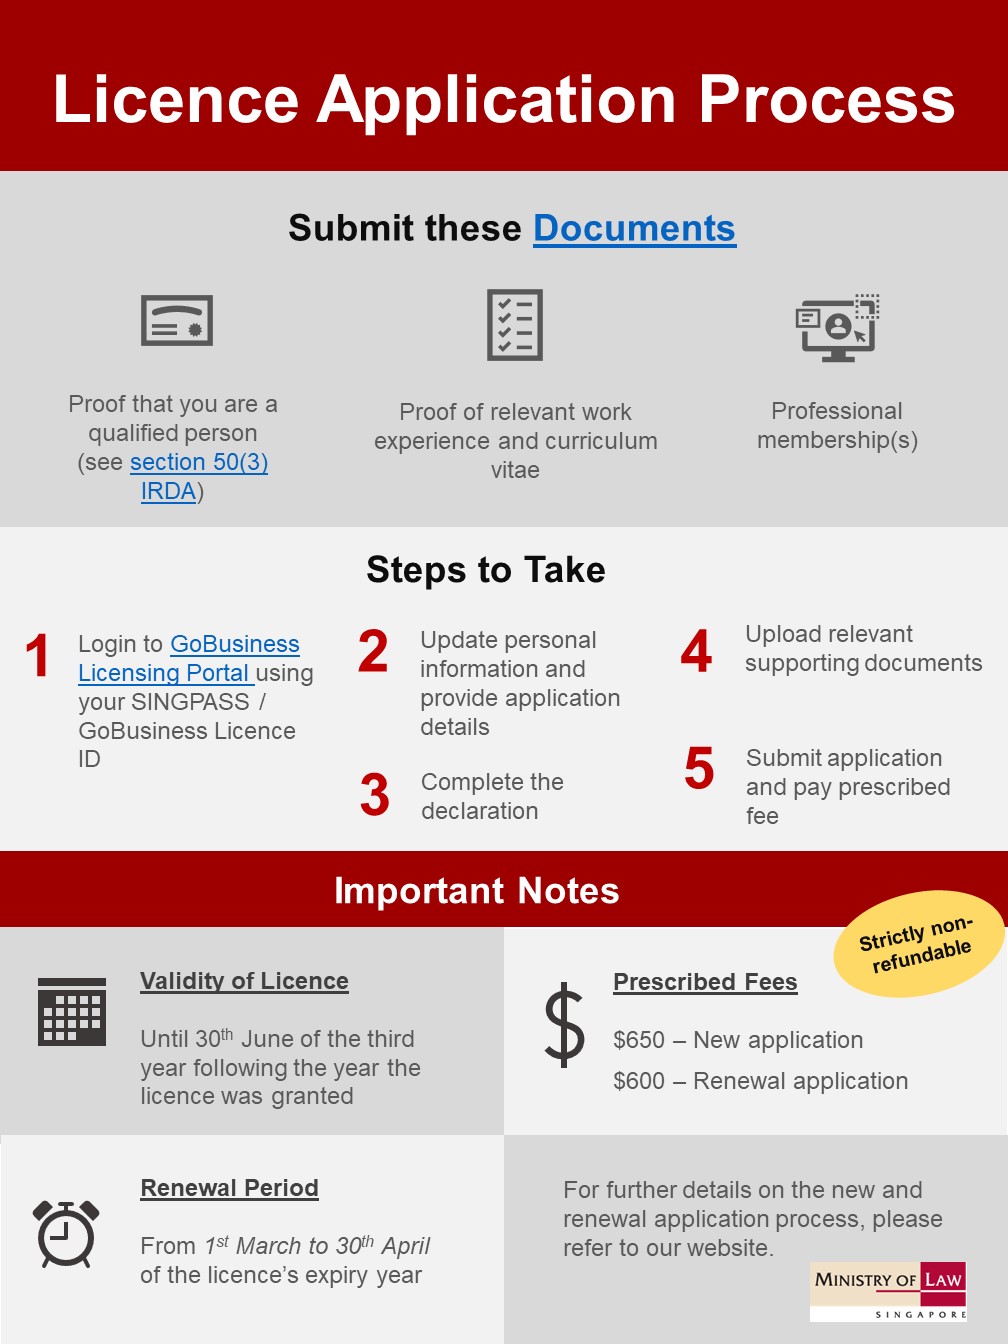 Licence Application Process
Submit these Documents
Proof that you are a
qualified person
(see section 50(3)
IRDA)
Proof of relevant work
experience and curriculum
vitae
Professional
membership(s)
Steps to Take
1
Login to GoBusiness
Licensing Portal using
your SINGPASS /
GoBusiness Licence
ID
2
Update personal
information and
provide application
details
3
Complete the
declaration
4
Upload relevant
supporting documents
5
Submit application
and pay prescribed
fee
Important Notes
Strictly non-
refundable
Validity of Licence
Until 30th June of the third
year following the year the
licence was granted
$
Prescribed Fees
$650 – New application
$600 – Renewal application
Renewal Period
From 1st March to 30th April
of the licence's expiry year
For further details on the new and
renewal application process, please
refer to our website.
MINISTRY OF LAW
SINGAPORE